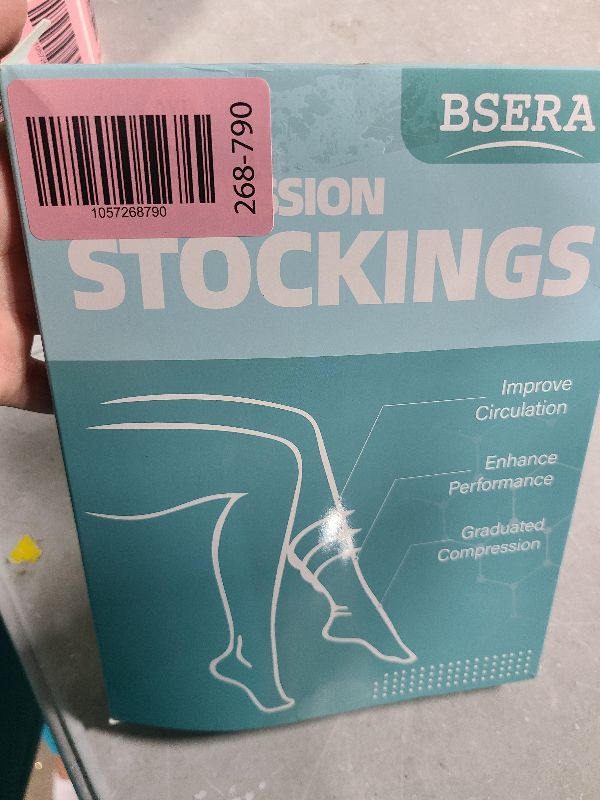 BSERA
1057268790
268-790
SSION
STOCKINGS
Improve
Circulation
Enhance
Performance
Graduated
Compression